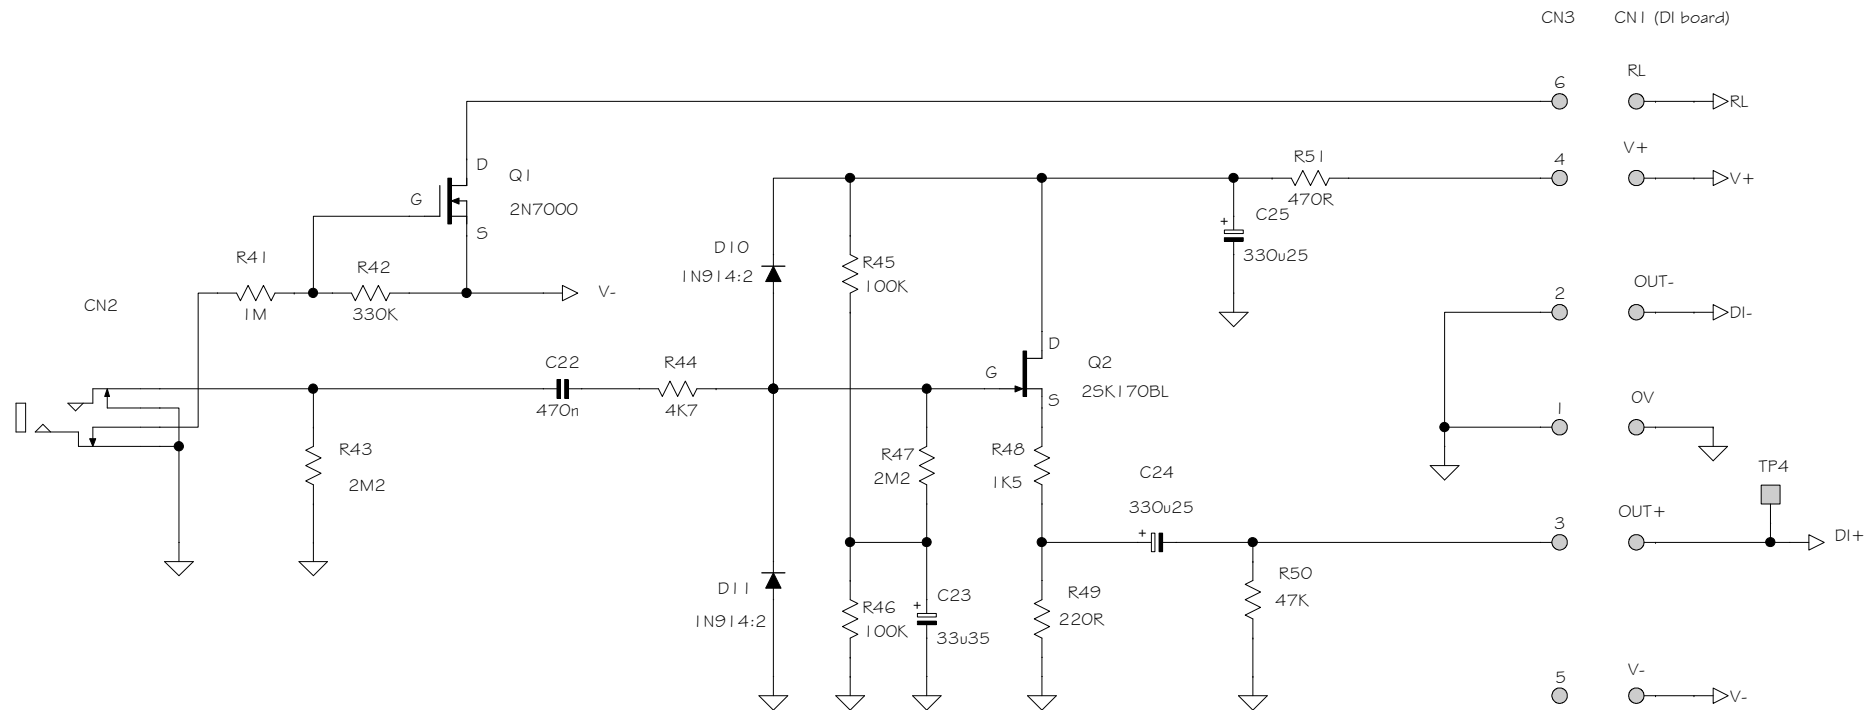 CN3 CN1 (DI board)
6 RL
RL
D
Q1
G
2N7000
S
R51
4 V+
V+
470R
C25
+
330u25
R41
R42
1M
330K
V-
D10
1N914:2
R45
100K
CN2
2 OUT-
DI-
C22
470n
R44
4K7
D
G
Q2
2SK170BL
S
1 0V
R43
2M2
R47
2M2
R48
1K5
C24
330u25
+
TP4
3 OUT+
DI+
D11
1N914:2
R46
100K
C23
+
33u35
R49
220R
R50
47K
5 V-
V-